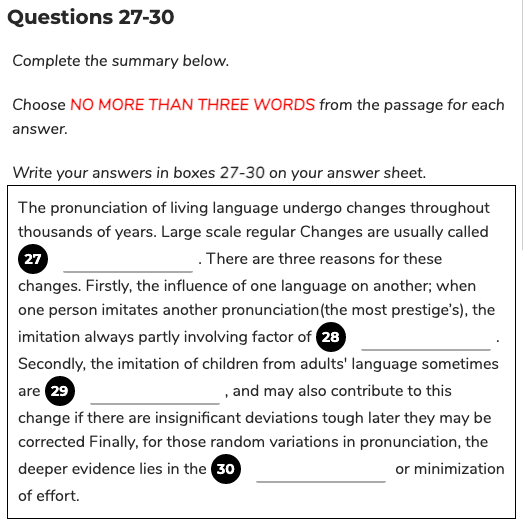 Questions 27-30
Complete the summary below.
Choose NO MORE THAN THREE WORDS from the passage for each
answer.
Write your answers in boxes 27-30 on your answer sheet.
The pronunciation of living language undergo changes throughout
thousands of years. Large scale regular Changes are usually called
27 ______________ . There are three reasons for these
changes. Firstly, the influence of one language on another; when
one person imitates another pronunciation(the most prestige's), the
imitation always partly involving factor of 28 ______________ .
Secondly, the imitation of children from adults' language sometimes
are 29 ______________ , and may also contribute to this
change if there are insignificant deviations tough later they may be
corrected Finally, for those random variations in pronunciation, the
deeper evidence lies in the 30 ______________ or minimization
of effort.